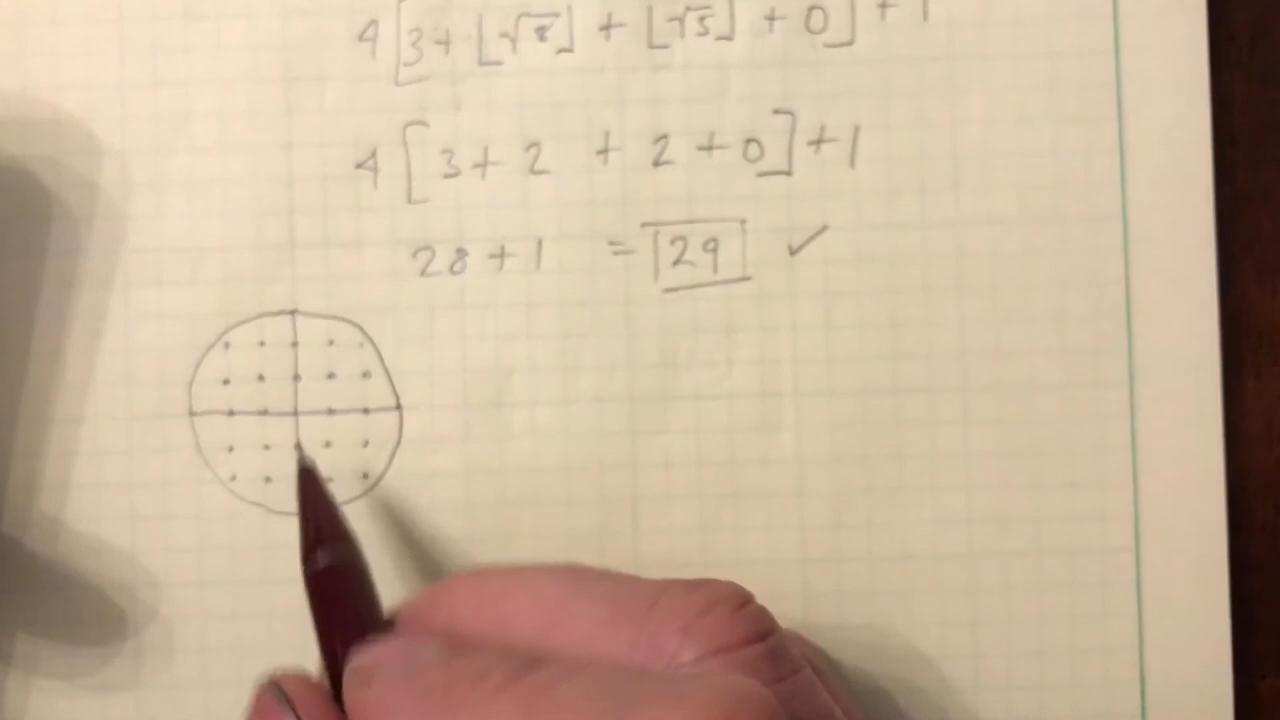 4[3+ ⌊√8⌋ + ⌊√5⌋ + 0] + 1
4[3+2 + 2+0]+1
28+1 = 29 ✓